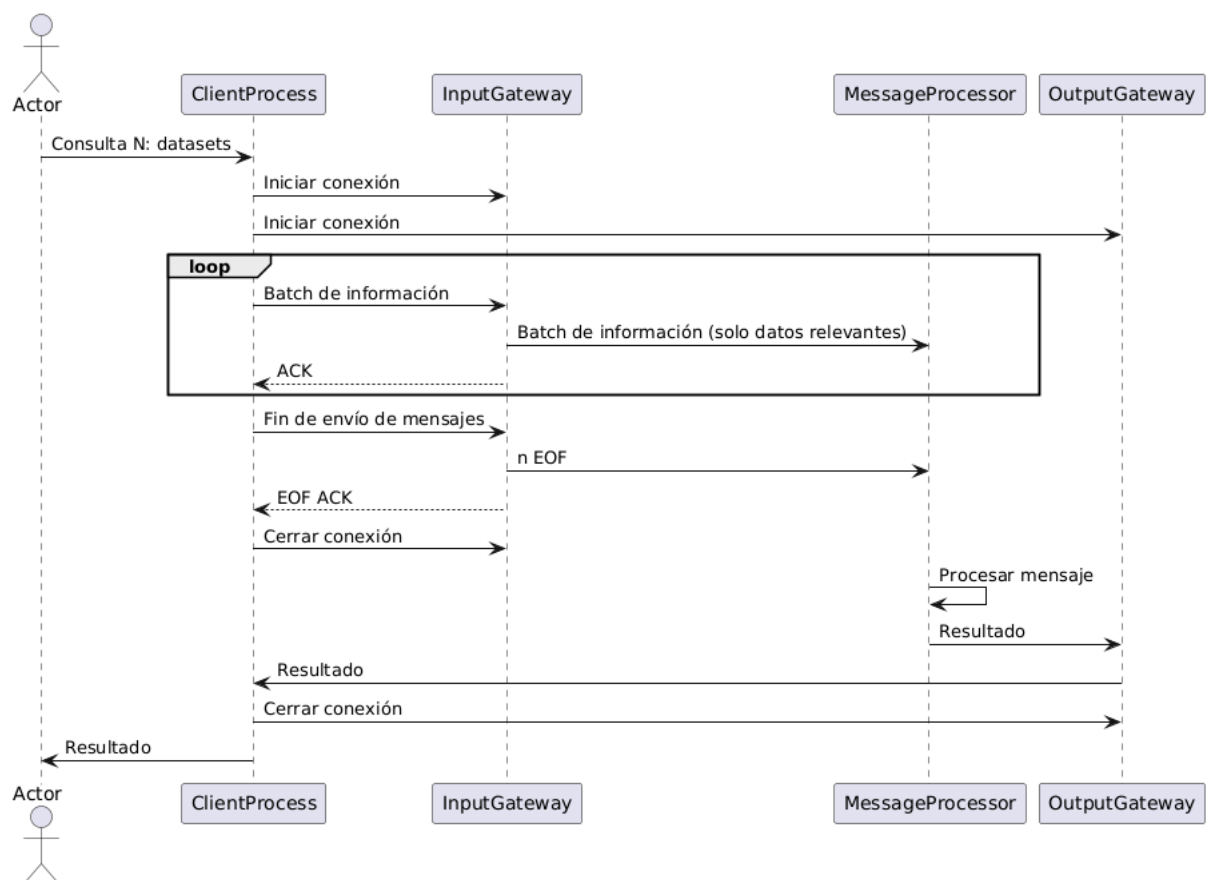 Actor
ClientProcess
InputGateway
MessageProcessor
OutputGateway
Consulta N: datasets
Iniciar conexión
Iniciar conexión
loop
Batch de información
Batch de información (solo datos relevantes)
ACK
Fin de envío de mensajes
n EOF
EOF ACK
Cerrar conexión
Procesar mensaje
Resultado
Resultado
Cerrar conexión
Resultado
Actor
ClientProcess
InputGateway
MessageProcessor
OutputGateway